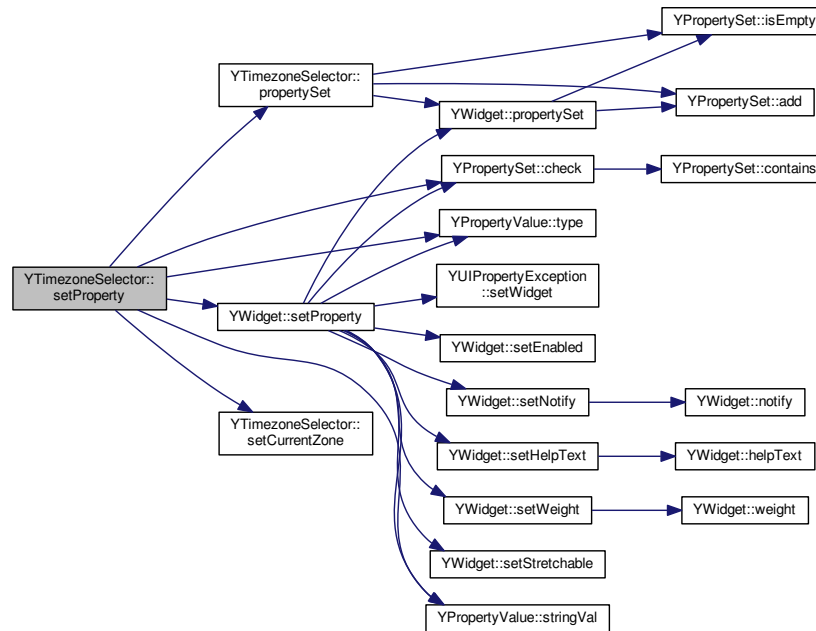 YTimezoneSelector::
setProperty
YTimezoneSelector::
propertySet
YWidget::setProperty
YTimezoneSelector::
setCurrentZone
YWidget::propertySet
YPropertySet::check
YPropertyValue::type
YUIPropertyException
::setWidget
YWidget::setEnabled
YWidget::setNotify
YWidget::setHelpText
YWidget::setWeight
YWidget::setStretchable
YPropertyValue::stringVal
YPropertySet::isEmpty
YPropertySet::add
YPropertySet::contains
YWidget::notify
YWidget::helpText
YWidget::weight